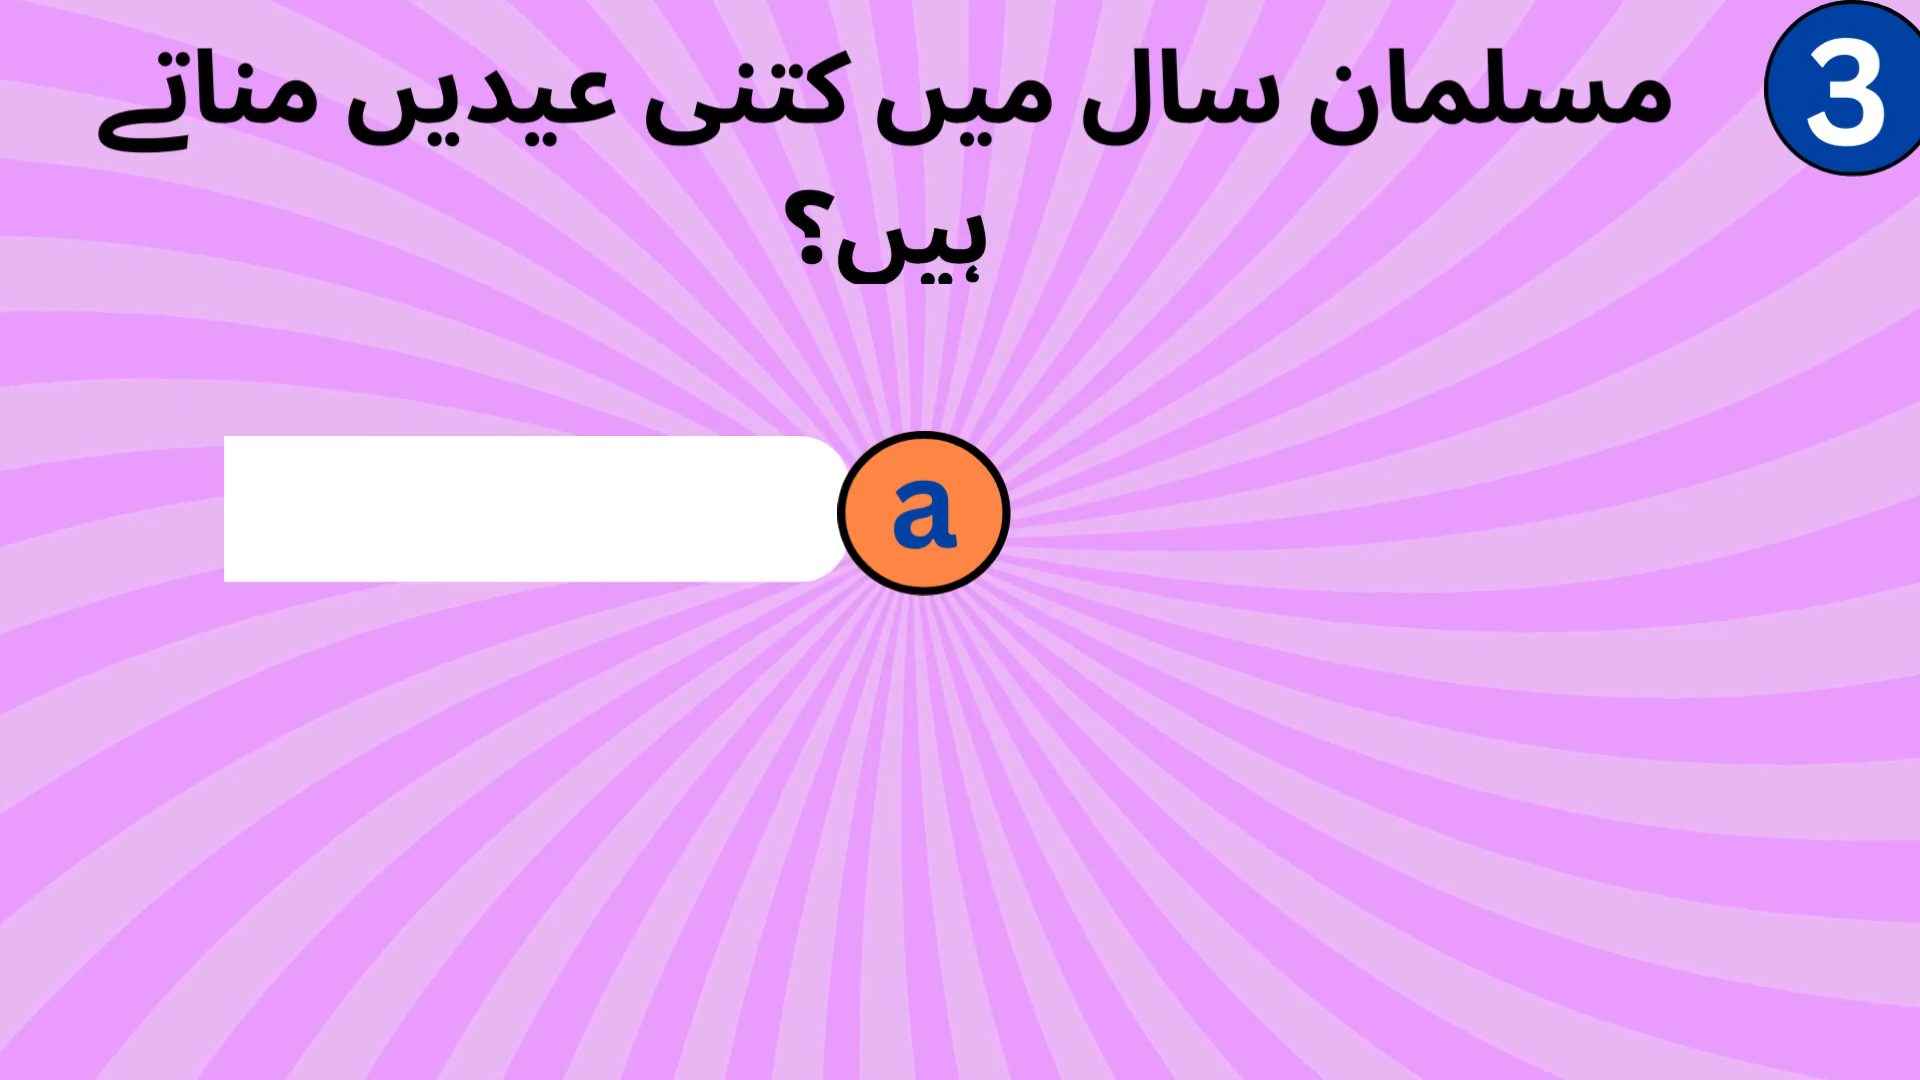 3
مسلمان سال میں کتنی عیدیں مناتے
ہیں؟
a